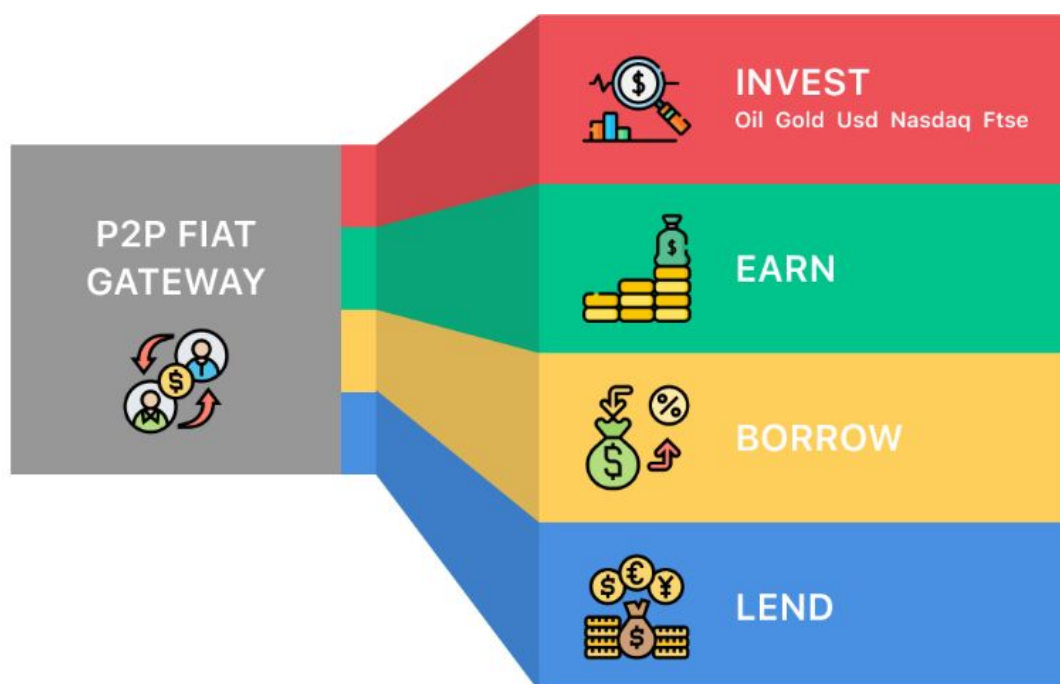 P2P FIAT
GATEWAY
INVEST
Oil Gold Usd Nasdaq Ftse
EARN
BORROW
LEND